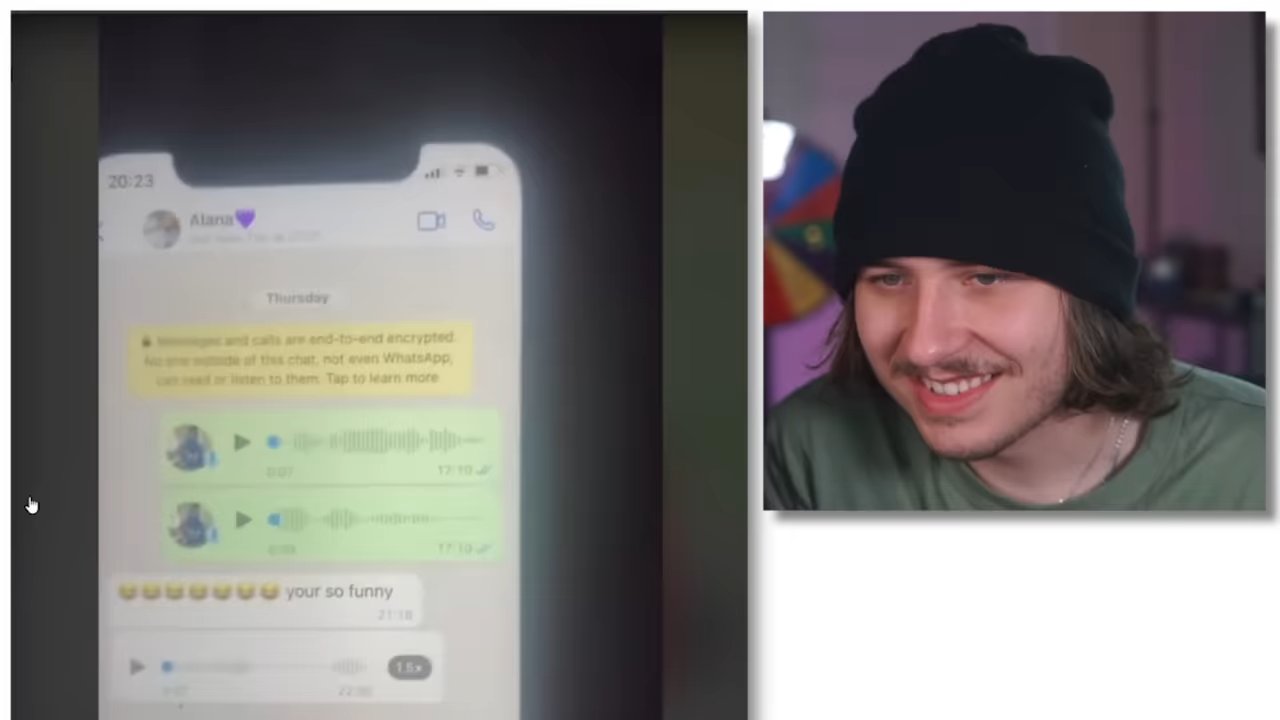 20:23
Alana💜
Thursday
Messages and calls are end-to-end encrypted.
No one outside of this chat, not even WhatsApp,
can read or listen to them. Tap to learn more
0:07
17:10
17:10
😂😂😂😂😂😂😂 your so funny
21:18
1.5×